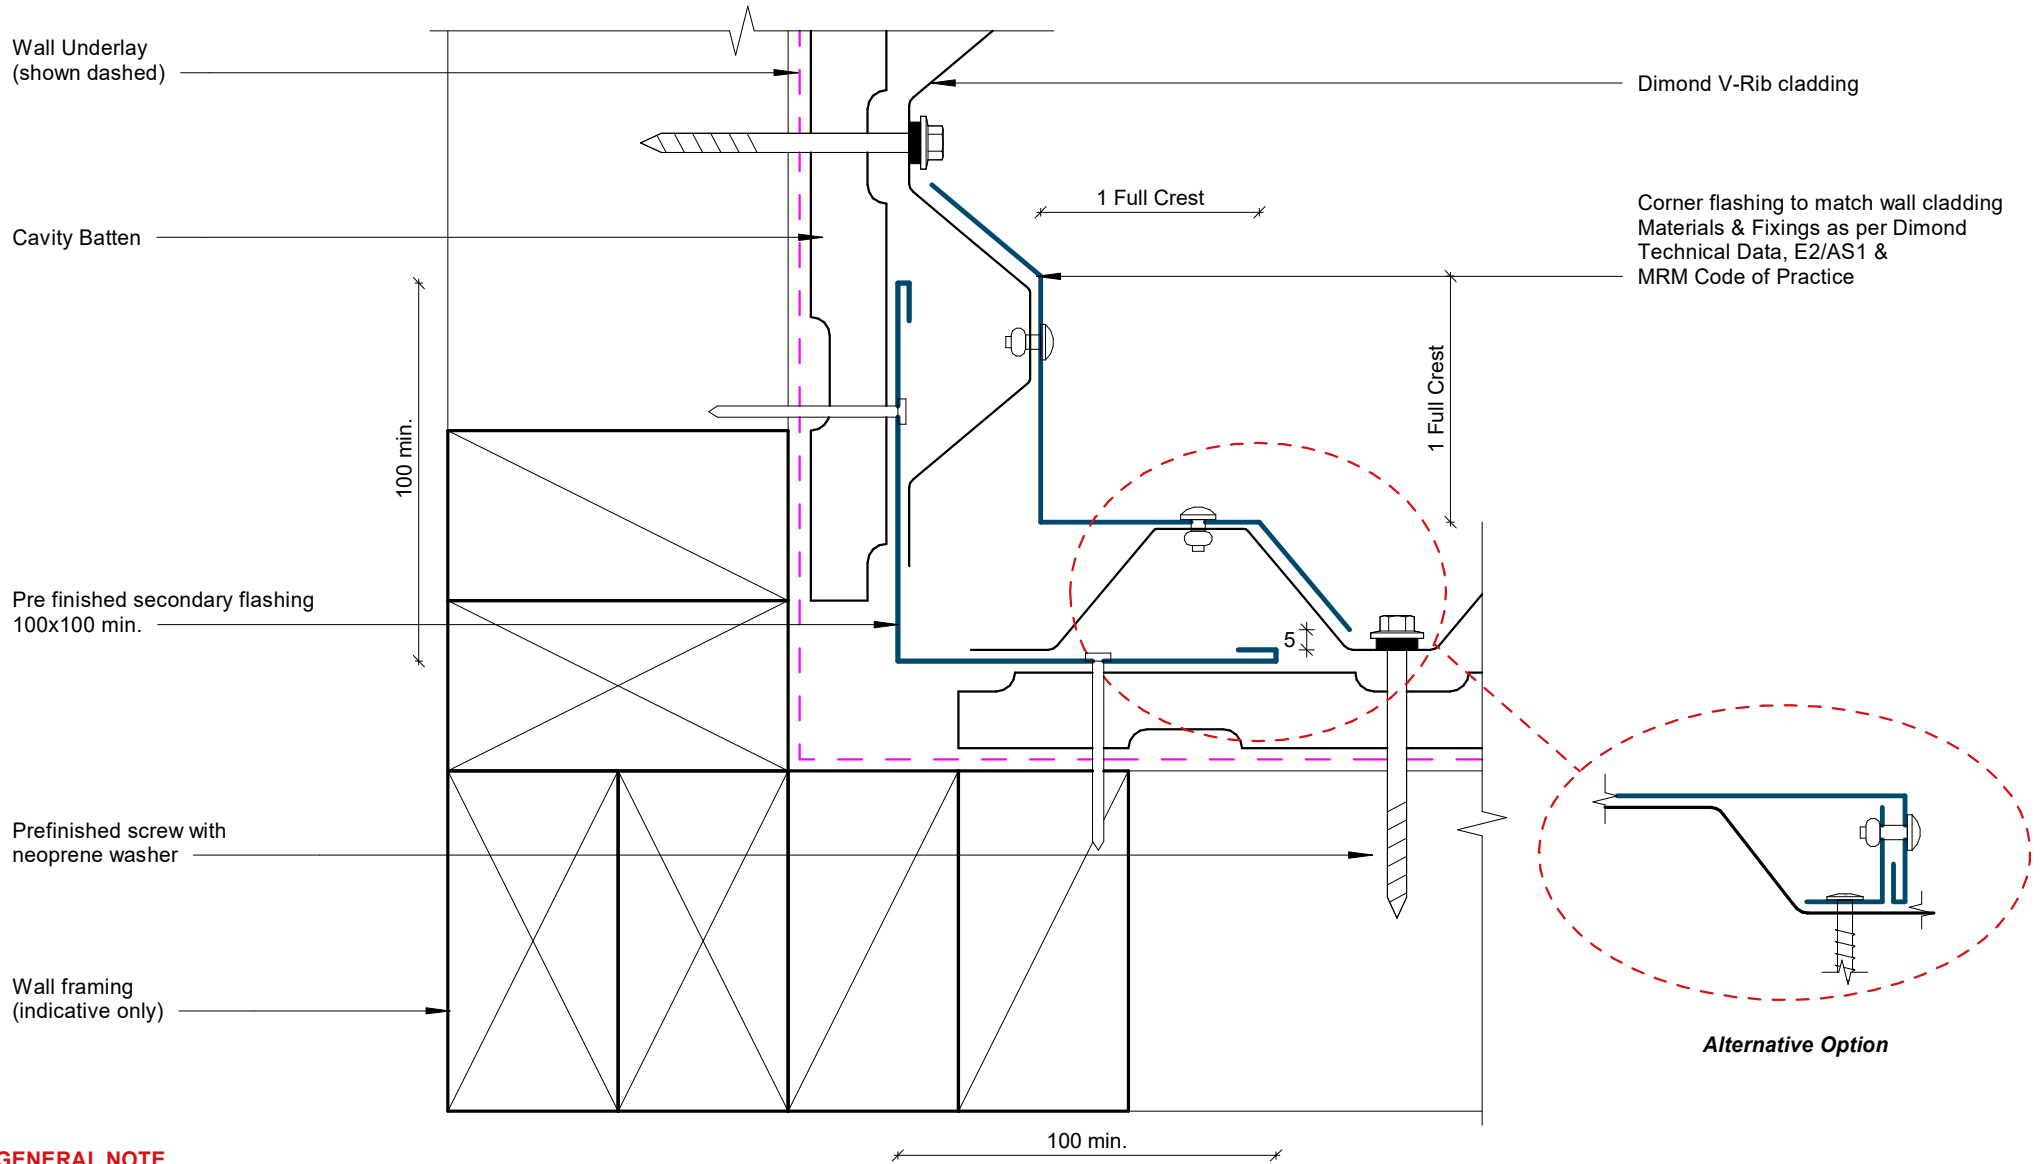 Wall Underlay
(shown dashed)
Dimond V-Rib cladding
1 Full Crest
Corner flashing to match wall cladding
Materials & Fixings as per Dimond
Technical Data, E2/AS1 &
MRM Code of Practice
Cavity Batten
1 Full Crest
100 min.
Pre finished secondary flashing
100x100 min.
5
Prefinished screw with
neoprene washer
Wall framing
(indicative only)
Alternative Option
100 min.
GENERAL NOTE